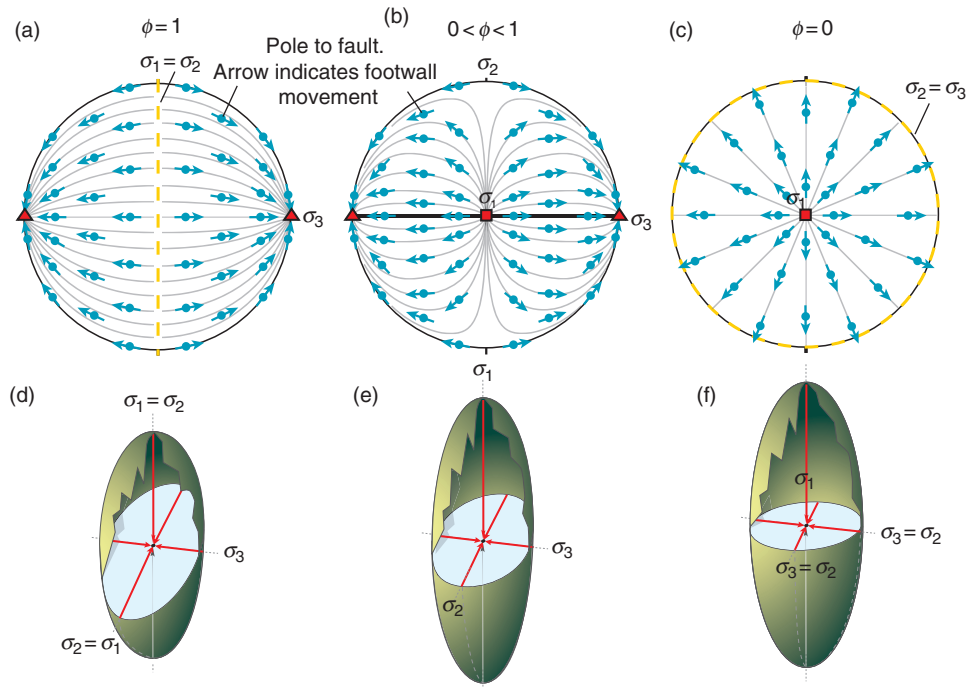 (a)
ϕ = 1
σ1 = σ2
Pole to fault.
Arrow indicates footwall
movement
σ3
(b)
0 < ϕ < 1
σ2
σ1
σ3
(c)
ϕ = 0
σ2 = σ3
σ1
(d)
σ1 = σ2
σ3
σ2 = σ1
(e)
σ1
σ3
σ2
(f)
σ1
σ3 = σ2
σ3 = σ2